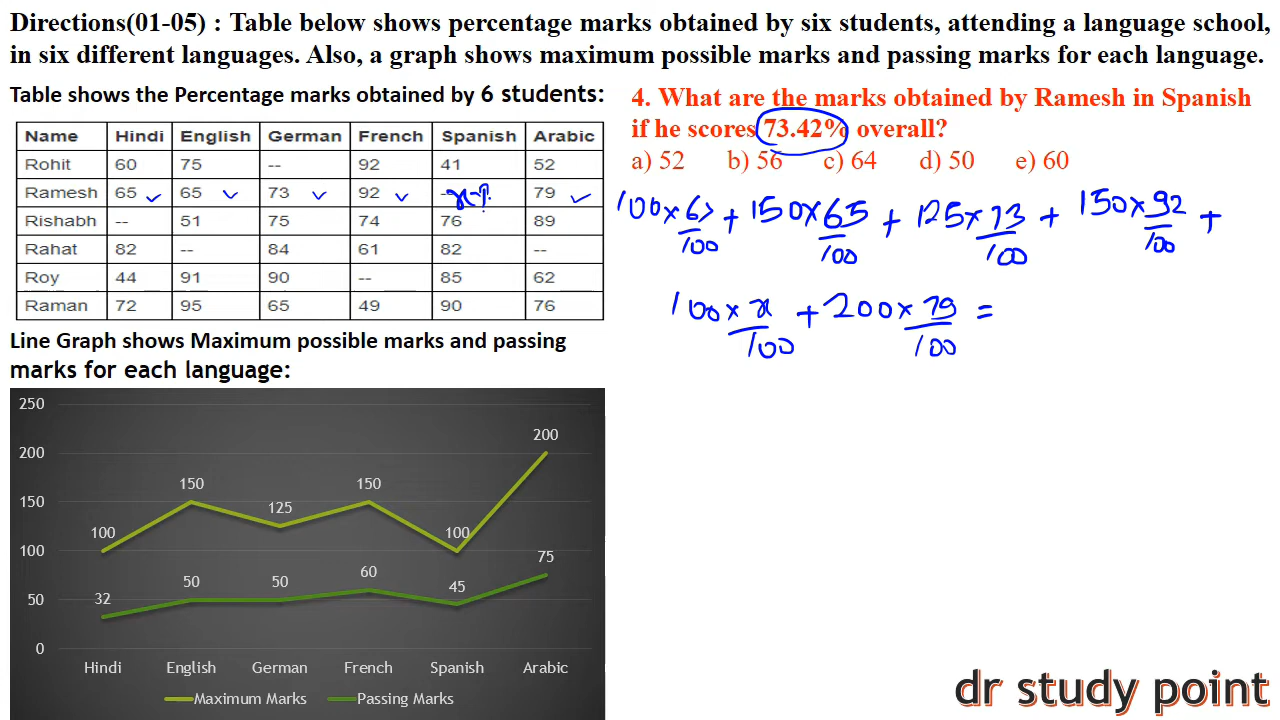 Directions(01-05) : Table below shows percentage marks obtained by six students, attending a language school,
in six different languages. Also, a graph shows maximum possible marks and passing marks for each language.
Table shows the Percentage marks obtained by 6 students:
Name Hindi English German French Spanish Arabic
Rohit 60 75 -- 92 41 52
Ramesh 65 65 73 92 -- x=? 79
Rishabh -- 51 75 74 76 89
Rahat 82 -- 84 61 82 --
Roy 44 91 90 -- 85 62
Raman 72 95 65 49 90 76
Line Graph shows Maximum possible marks and passing
marks for each language:
250
200
150
100
50
0
100 150 125 150 100 200
32 50 50 60 45 75
Hindi English German French Spanish Arabic
Maximum Marks Passing Marks
4. What are the marks obtained by Ramesh in Spanish
if he scores 73.42% overall?
a) 52 b) 56 c) 64 d) 50 e) 60
100 × 65/100 + 150 × 65/100 + 125 × 73/100 + 150 × 92/100 +
100 × x/100 + 200 × 79/100 =
dr study point